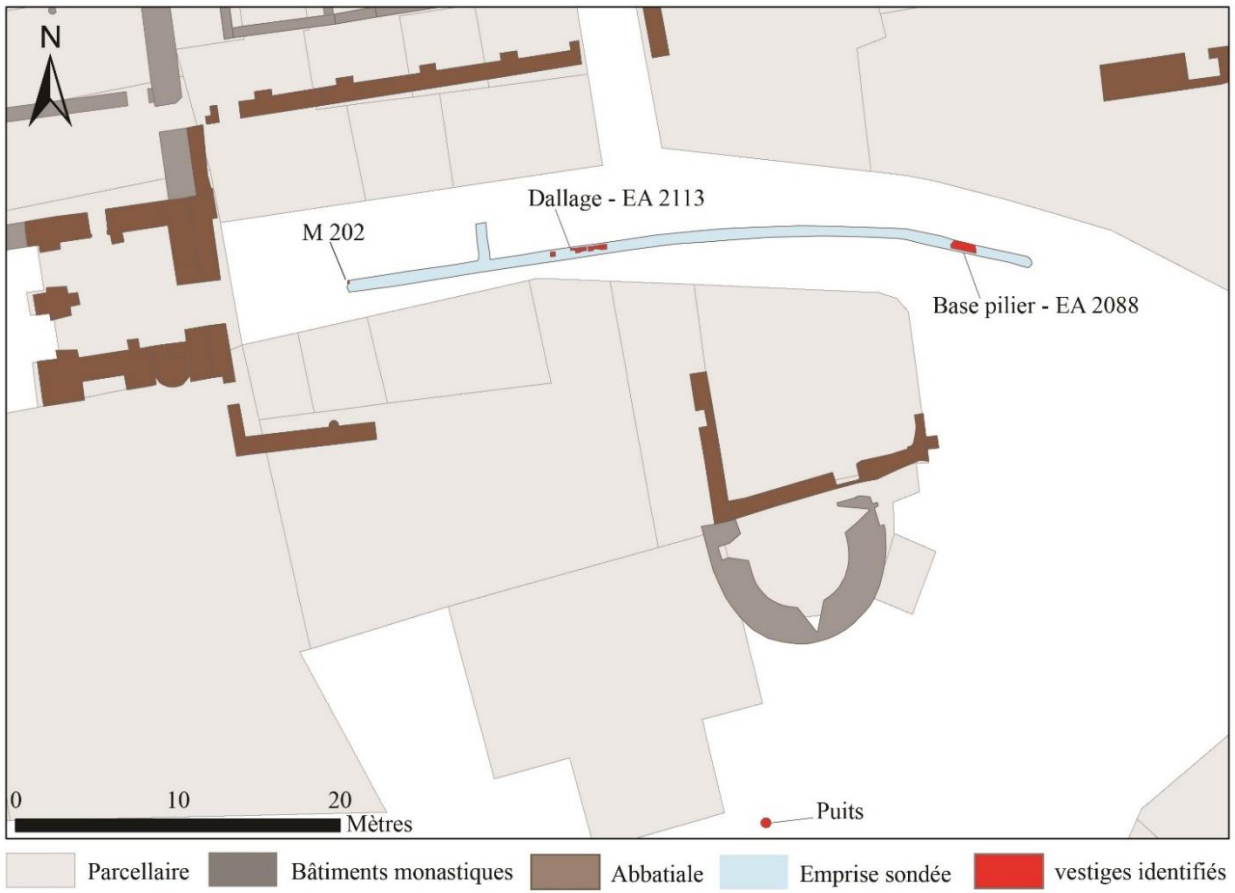 N
Dallage - EA 2113
M 202
Base pilier - EA 2088
0 10 20
Mètres
Puits
Parcellaire Bâtiments monastiques Abbatiale Emprise sondée vestiges identifiés